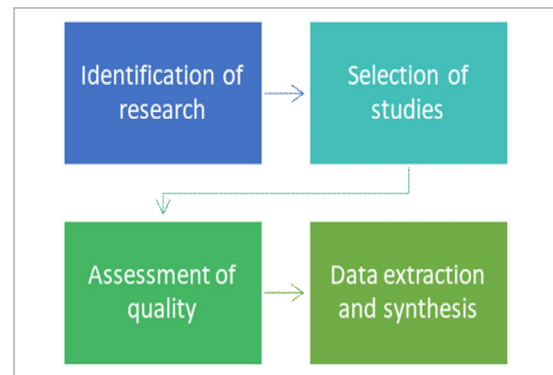 Identification of
research
Selection of
studies
Assessment of
quality
Data extraction
and synthesis